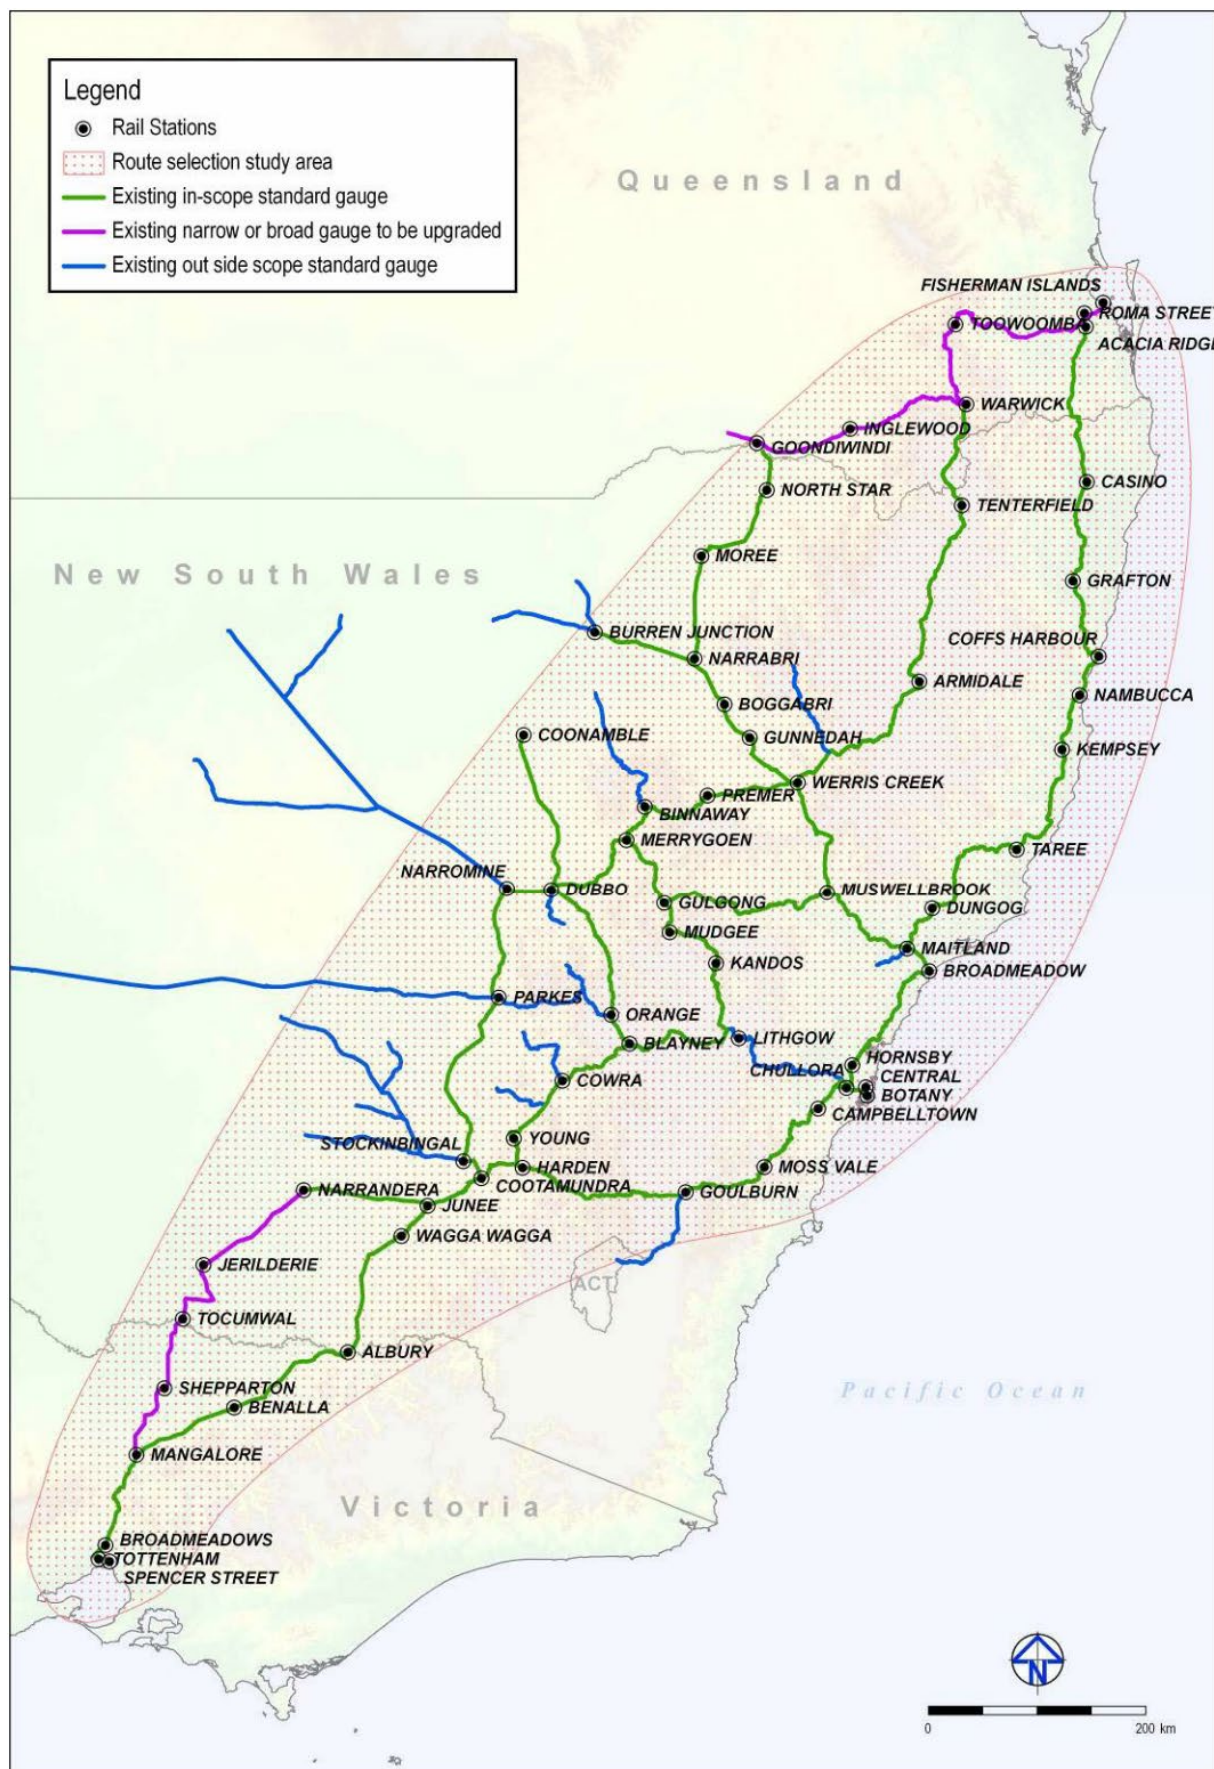 Legend
Rail Stations
Route selection study area
Existing in-scope standard gauge
Existing narrow or broad gauge to be upgraded
Existing out side scope standard gauge
Queensland
FISHERMAN ISLANDS
ROMA STREET
TOOWOOMBA
ACACIA RIDGE
WARWICK
INGLEWOOD
GOONDIWINDI
CASINO
NORTH STAR
TENTERFIELD
MOREE
New South Wales
GRAFTON
BURREN JUNCTION
COFFS HARBOUR
NARRABRI
ARMIDALE
NAMBUCCA
BOGGABRI
COONAMBLE
GUNNEDAH
KEMPSEY
WERRIS CREEK
PREMER
BINNAWAY
MERRYGOEN
TAREE
NARROMINE
DUBBO
MUSWELLBROOK
GULGONG
DUNGOG
MUDGEE
MAITLAND
KANDOS
BROADMEADOW
PARKES
ORANGE
LITHGOW
BLAYNEY
HORNSBY
CHULLORA
CENTRAL
COWRA
BOTANY
CAMPBELLTOWN
YOUNG
STOCKINBINGAL
HARDEN
MOSS VALE
COOTAMUNDRA
NARRANDERA
GOULBURN
JUNEE
WAGGA WAGGA
JERILDERIE
ACT
TOCUMWAL
ALBURY
SHEPPARTON
Pacific Ocean
BENALLA
MANGALORE
Victoria
BROADMEADOWS
TOTTENHAM
SPENCER STREET
N
0 200 km